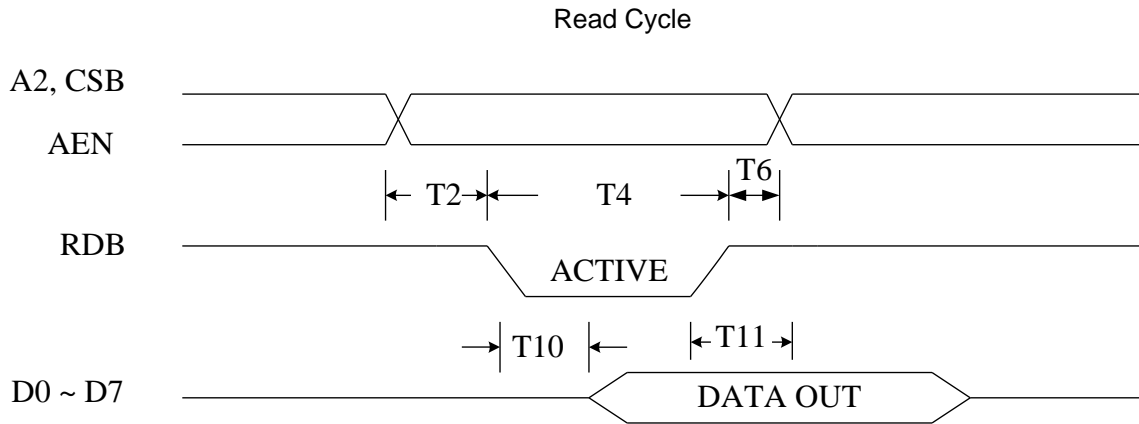 Read Cycle
A2, CSB
AEN
T6
T2
T4
RDB
ACTIVE
T10
T11
D0 ~ D7
DATA OUT